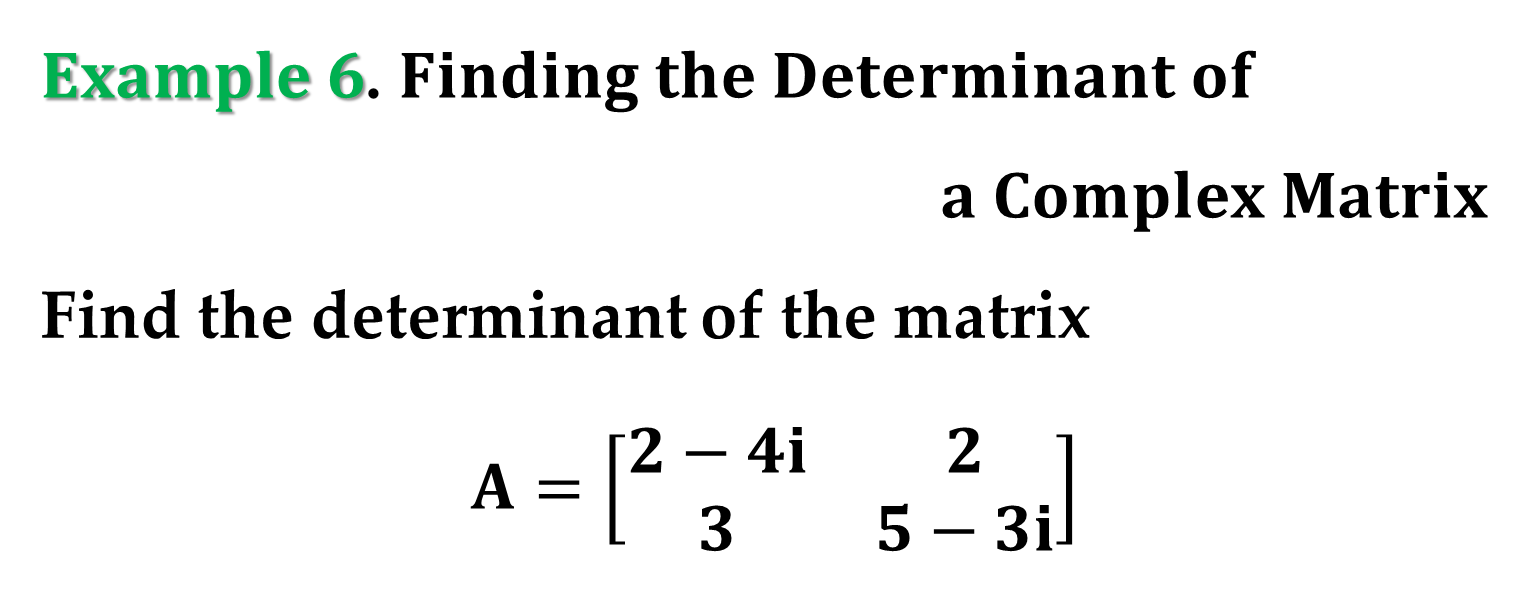 Example 6. Finding the Determinant of
a Complex Matrix
Find the determinant of the matrix
A = [2 − 4i 2
3 5 − 3i]